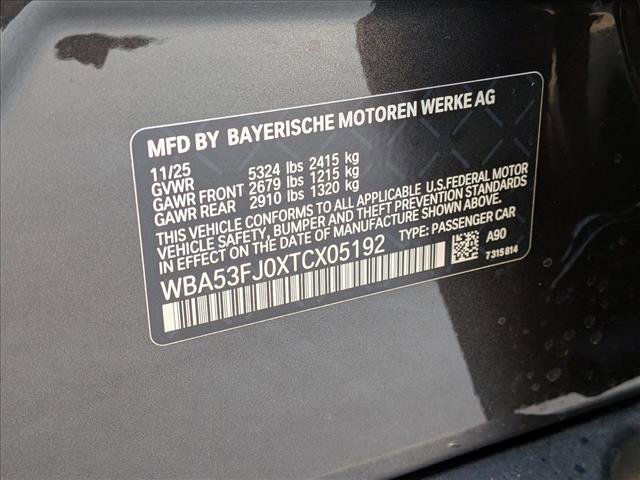 MFD BY BAYERISCHE MOTOREN WERKE AG
11/25
GVWR 5324 lbs 2415 kg
GAWR FRONT 2679 lbs 1215 kg
GAWR REAR 2910 lbs 1320 kg
THIS VEHICLE CONFORMS TO ALL APPLICABLE U.S.FEDERAL MOTOR
VEHICLE SAFETY, BUMPER AND THEFT PREVENTION STANDARDS
IN EFFECT ON THE DATE OF MANUFACTURE SHOWN ABOVE.
WBA53FJ0XTCX05192 TYPE: PASSENGER CAR
A90
7315814